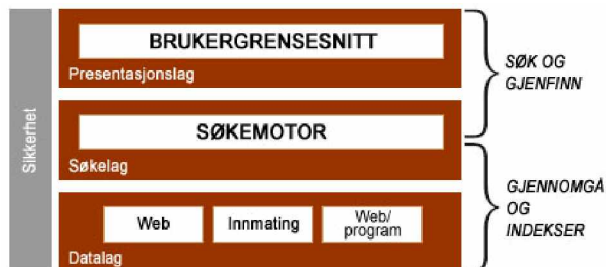 Sikkerhet
BRUKERGRENSESNITT
Presentasjonslag
SØKEMOTOR
Søkelag
Web
Innmating
Web/
program
Datalag
SØK OG
GJENFINN
GJENNOMGÅ
OG
INDEKSER